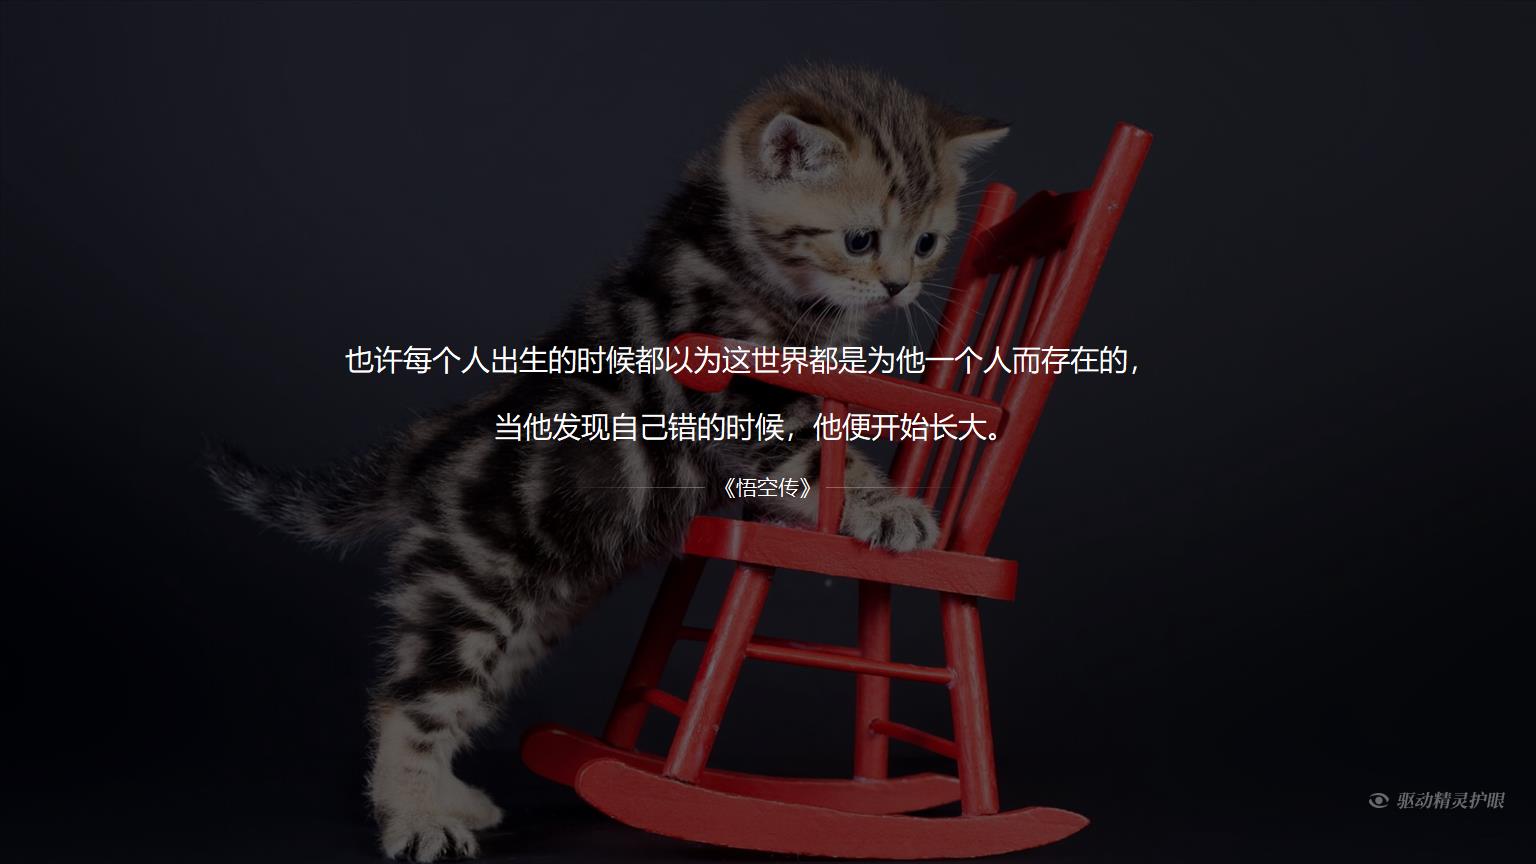 也许每个人出生的时候都以为这世界都是为他一个人而存在的，
当他发现自己错的时候，他便开始长大。
《悟空传》
驱动精灵护眼